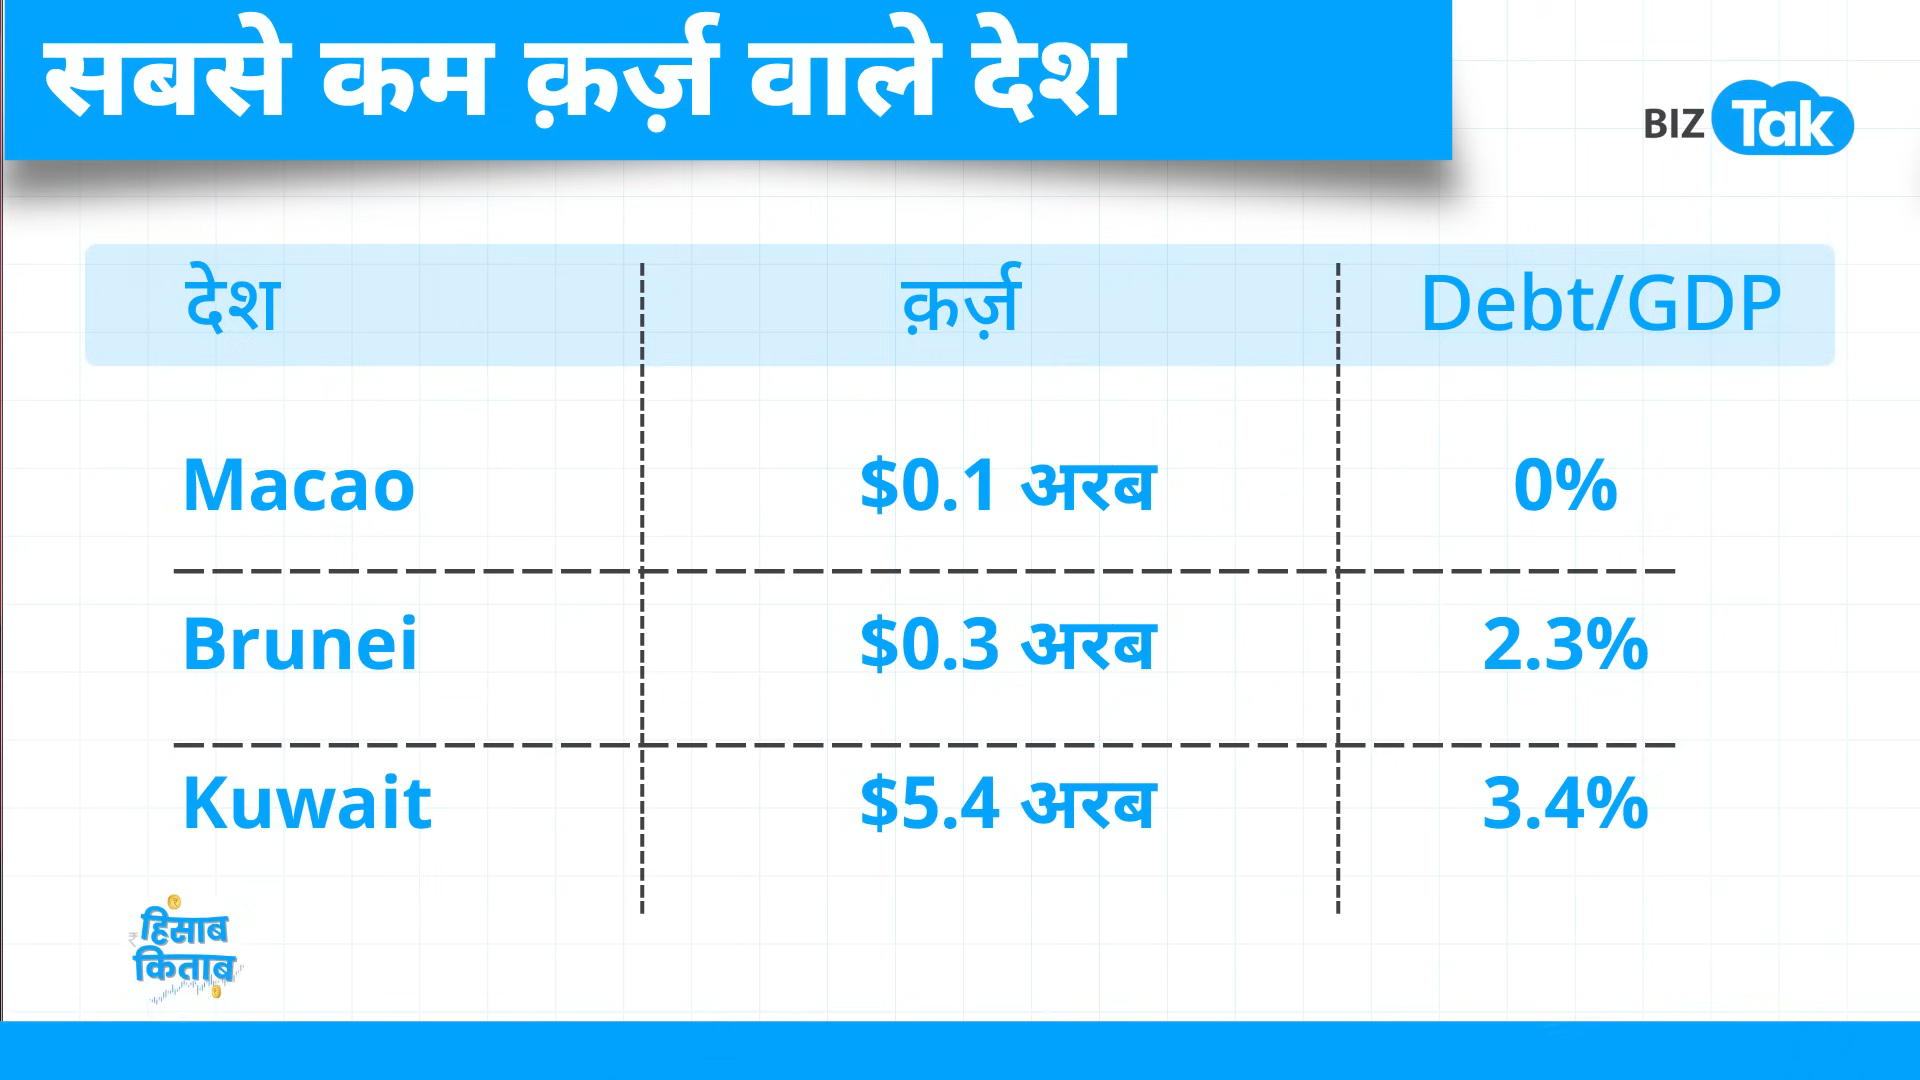 सबसे कम क़र्ज़ वाले देश
BIZ Tak
देश क़र्ज़ Debt/GDP
Macao $0.1 अरब 0%
Brunei $0.3 अरब 2.3%
Kuwait $5.4 अरब 3.4%
हिसाब
किताब